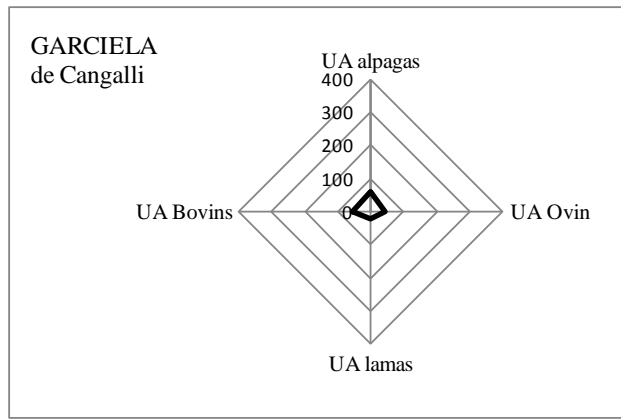 GARCIELA
de Cangalli
UA alpagas
400
300
200
100
0
UA Bovins
UA Ovin
UA lamas